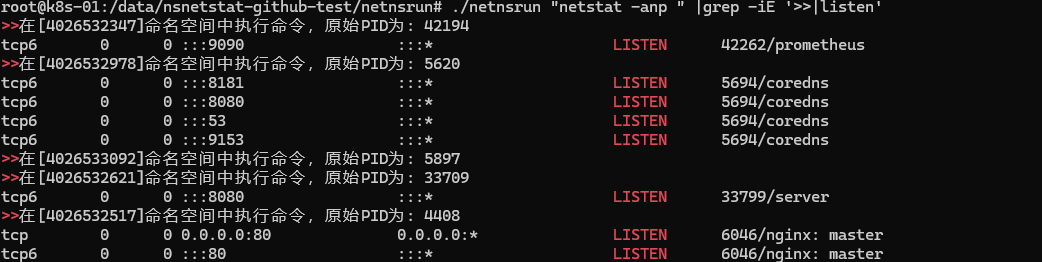 root@k8s-01:/data/nsnetstat-github-test/netnsrun# ./netnsrun "netstat -anp " |grep -iE '>>|listen'
>>在[4026532347]命名空间中执行命令, 原始PID为: 42194
tcp6       0      0 :::9090                 :::*                    LISTEN      42262/prometheus
>>在[4026532978]命名空间中执行命令, 原始PID为: 5620
tcp6       0      0 :::8181                 :::*                    LISTEN      5694/coredns
tcp6       0      0 :::8080                 :::*                    LISTEN      5694/coredns
tcp6       0      0 :::53                   :::*                    LISTEN      5694/coredns
tcp6       0      0 :::9153                 :::*                    LISTEN      5694/coredns
>>在[4026533092]命名空间中执行命令, 原始PID为: 5897
>>在[4026532621]命名空间中执行命令, 原始PID为: 33709
tcp6       0      0 :::8080                 :::*                    LISTEN      33799/server
>>在[4026532517]命名空间中执行命令, 原始PID为: 4408
tcp        0      0 0.0.0.0:80              0.0.0.0:*               LISTEN      6046/nginx: master
tcp6       0      0 :::80                   :::*                    LISTEN      6046/nginx: master